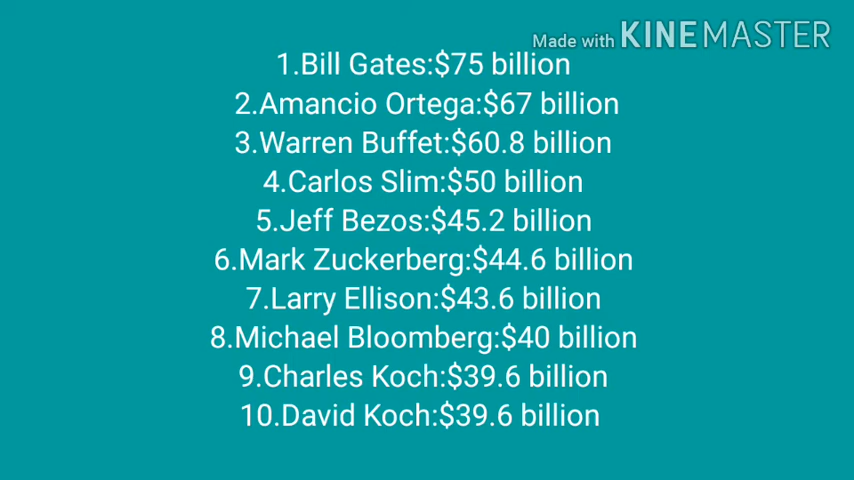 Made with KINEMASTER
1.Bill Gates:$75 billion
2.Amancio Ortega:$67 billion
3.Warren Buffet:$60.8 billion
4.Carlos Slim:$50 billion
5.Jeff Bezos:$45.2 billion
6.Mark Zuckerberg:$44.6 billion
7.Larry Ellison:$43.6 billion
8.Michael Bloomberg:$40 billion
9.Charles Koch:$39.6 billion
10.David Koch:$39.6 billion